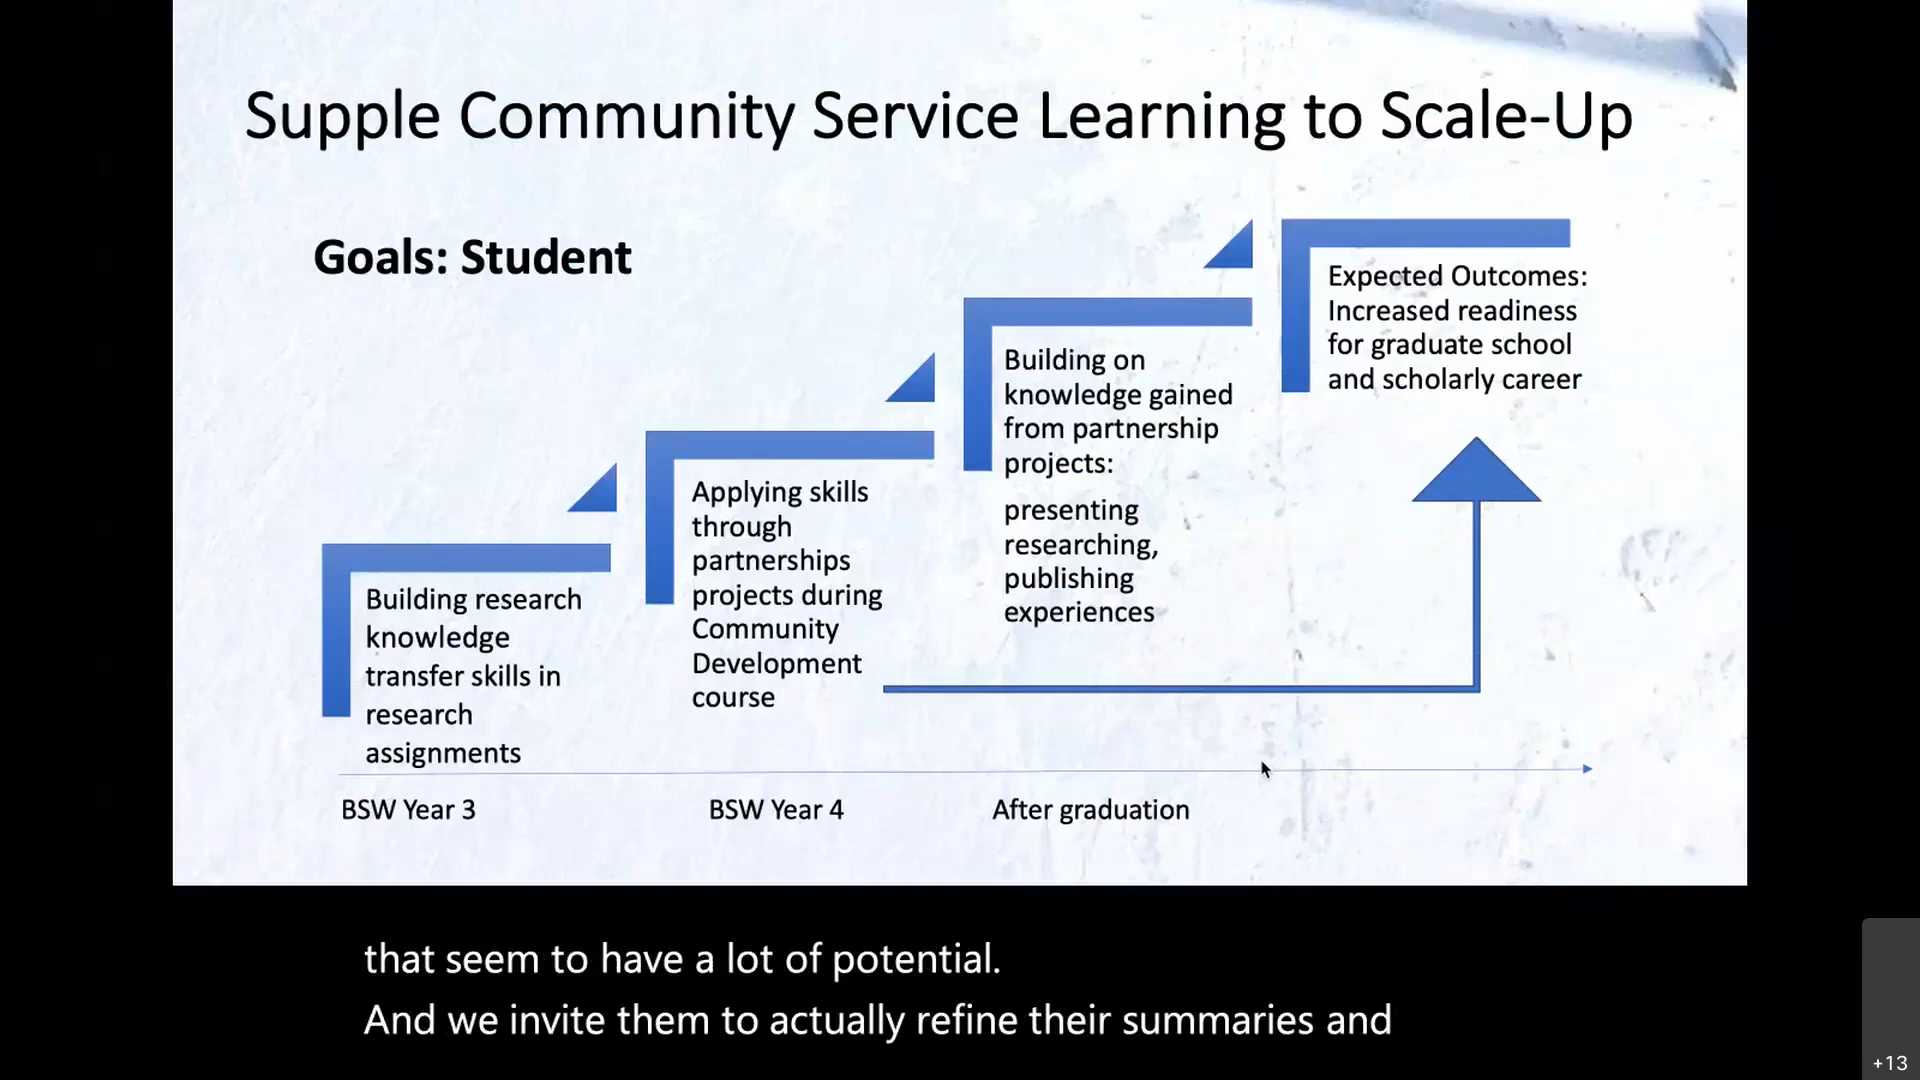 Supple Community Service Learning to Scale-Up
Goals: Student
Building research
knowledge
transfer skills in
research
assignments
Applying skills
through
partnerships
projects during
Community
Development
course
Building on
knowledge gained
from partnership
projects:
presenting
researching,
publishing
experiences
Expected Outcomes:
Increased readiness
for graduate school
and scholarly career
BSW Year 3
BSW Year 4
After graduation
that seem to have a lot of potential.
And we invite them to actually refine their summaries and
+13